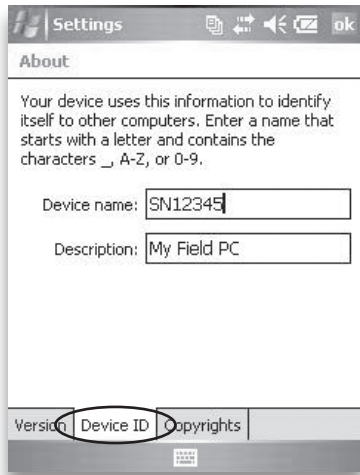 Settings
ok
About
Your device uses this information to identify
itself to other computers. Enter a name that
starts with a letter and contains the
characters _, A-Z, or 0-9.
Device name: SN12345
Description: My Field PC
Version Device ID Copyrights